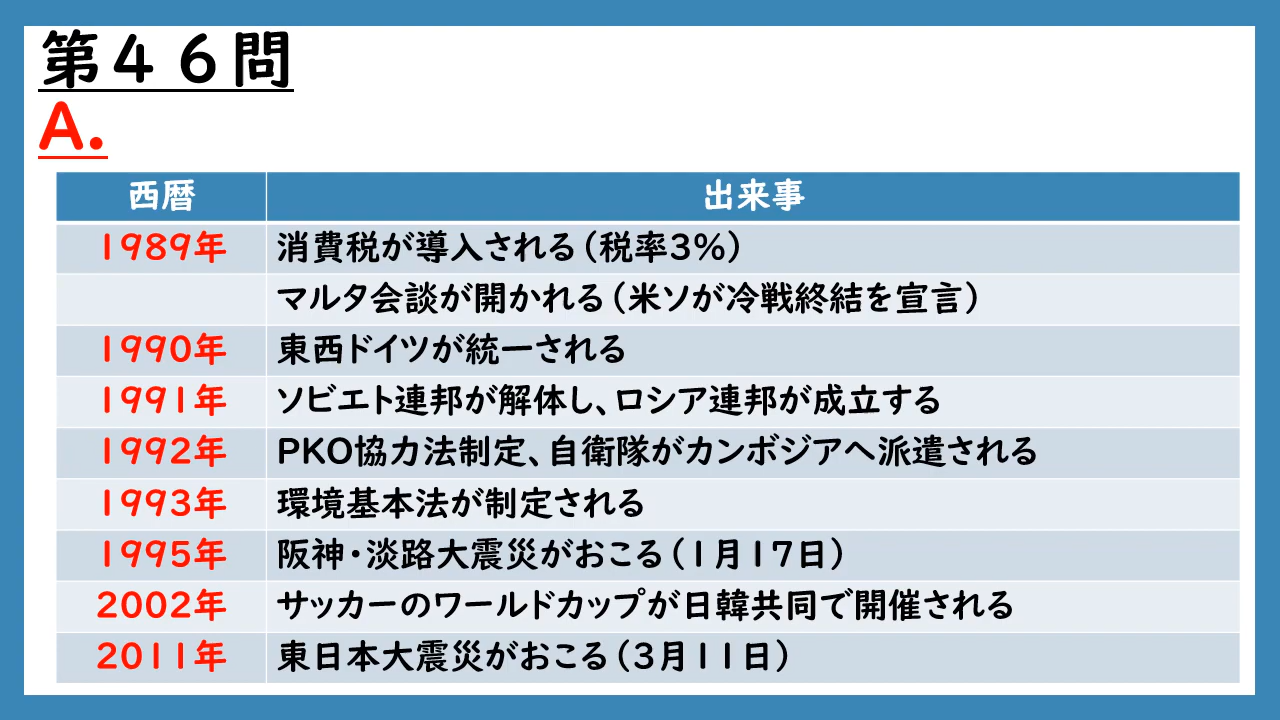 第４６問
A.
西暦 出来事
1989年 消費税が導入される（税率3%）
マルタ会談が開かれる（米ソが冷戦終結を宣言）
1990年 東西ドイツが統一される
1991年 ソビエト連邦が解体し、ロシア連邦が成立する
1992年 PKO協力法制定、自衛隊がカンボジアへ派遣される
1993年 環境基本法が制定される
1995年 阪神・淡路大震災がおこる（1月17日）
2002年 サッカーのワールドカップが日韓共同で開催される
2011年 東日本大震災がおこる（3月11日）